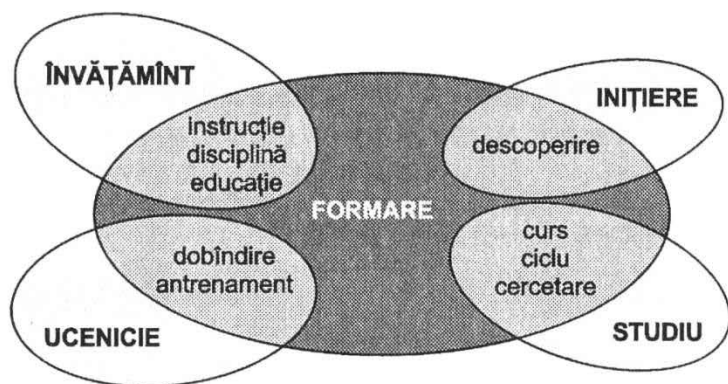 ÎNVĂŢĂMÎNT
instrucţie
disciplină
educaţie
INIŢIERE
descoperire
FORMARE
dobîndire
antrenament
UCENICIE
curs
ciclu
cercetare
STUDIU